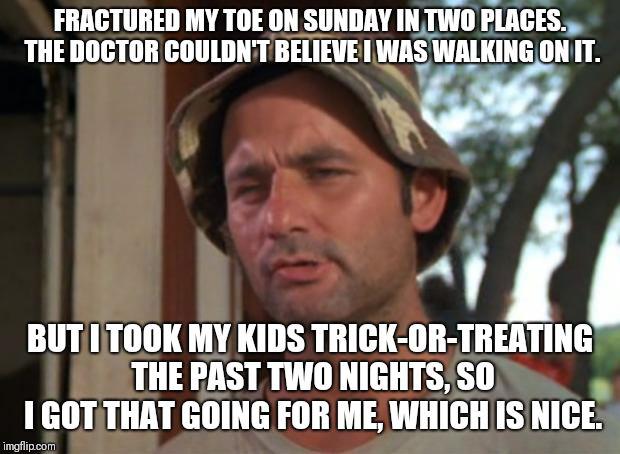 FRACTURED MY TOE ON SUNDAY IN TWO PLACES.
THE DOCTOR COULDN'T BELIEVE I WAS WALKING ON IT.
BUT I TOOK MY KIDS TRICK-OR-TREATING
THE PAST TWO NIGHTS, SO
I GOT THAT GOING FOR ME, WHICH IS NICE.
imgflip.com